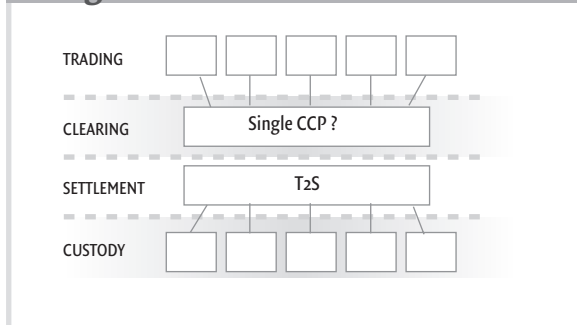 TRADING
CLEARING
Single CCP ?
SETTLEMENT
T2S
CUSTODY